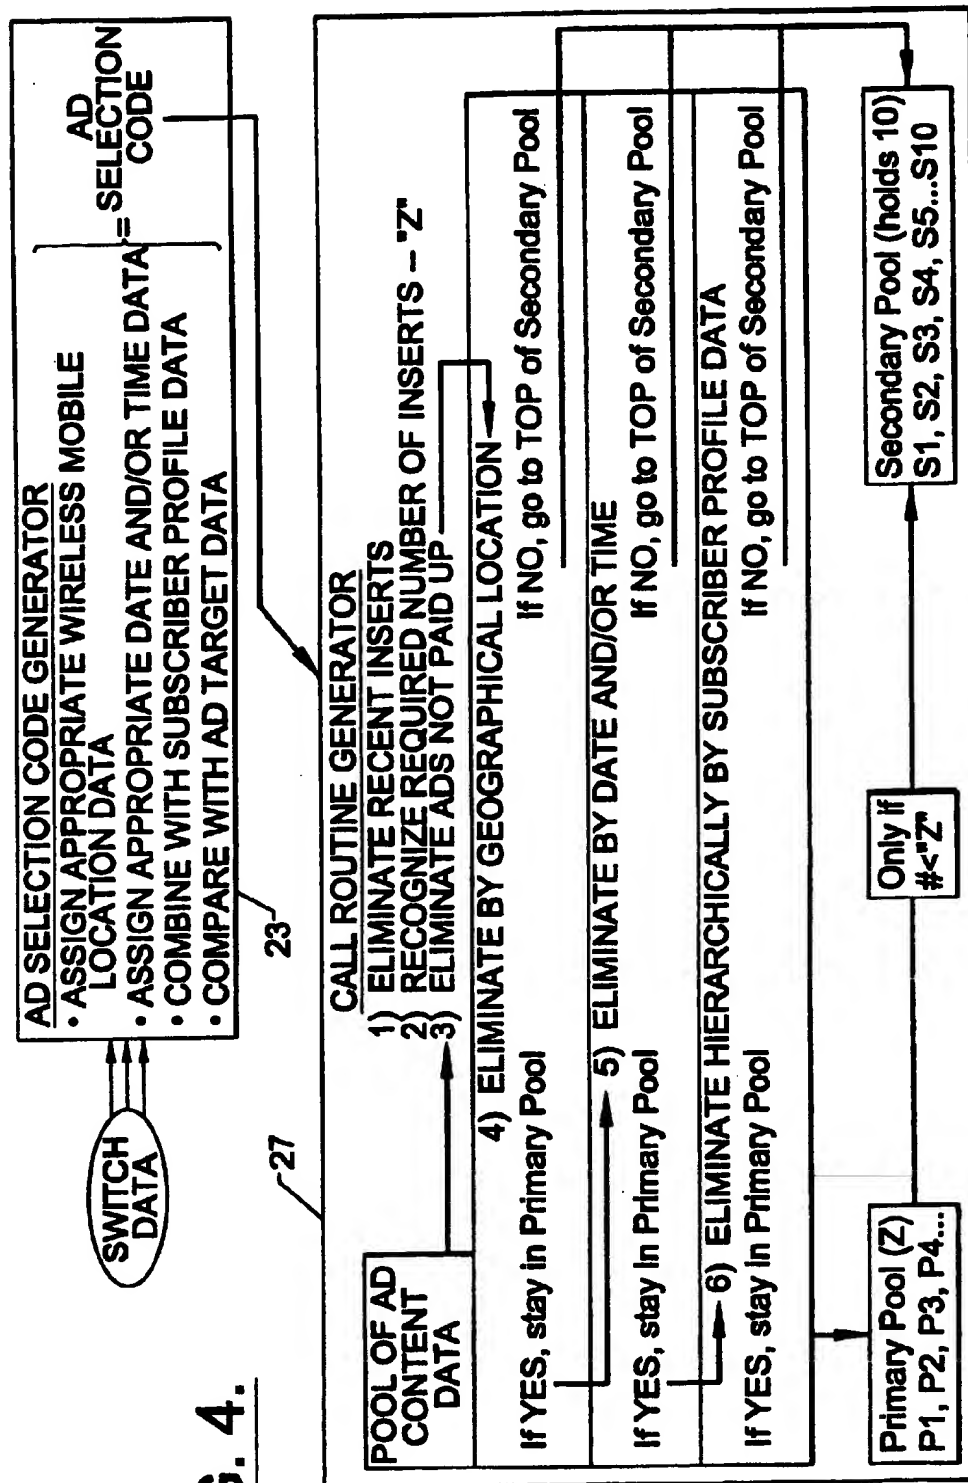 SWITCH
DATA
AD SELECTION CODE GENERATOR
• ASSIGN APPROPRIATE WIRELESS MOBILE
LOCATION DATA
• ASSIGN APPROPRIATE DATE AND/OR TIME DATA
• COMBINE WITH SUBSCRIBER PROFILE DATA
• COMPARE WITH AD TARGET DATA
= AD
SELECTION
CODE
23
27
CALL ROUTINE GENERATOR
POOL OF AD
CONTENT
DATA
1) ELIMINATE RECENT INSERTS
2) RECOGNIZE REQUIRED NUMBER OF INSERTS – "Z"
3) ELIMINATE ADS NOT PAID UP
4) ELIMINATE BY GEOGRAPHICAL LOCATION
If YES, stay in Primary Pool
If NO, go to TOP of Secondary Pool
5) ELIMINATE BY DATE AND/OR TIME
If YES, stay in Primary Pool
If NO, go to TOP of Secondary Pool
6) ELIMINATE HIERARCHICALLY BY SUBSCRIBER PROFILE DATA
If YES, stay in Primary Pool
If NO, go to TOP of Secondary Pool
Primary Pool (Z)
P1, P2, P3, P4...
Only if
#<"Z"
Secondary Pool (holds 10)
S1, S2, S3, S4, S5...S10
G. 4.